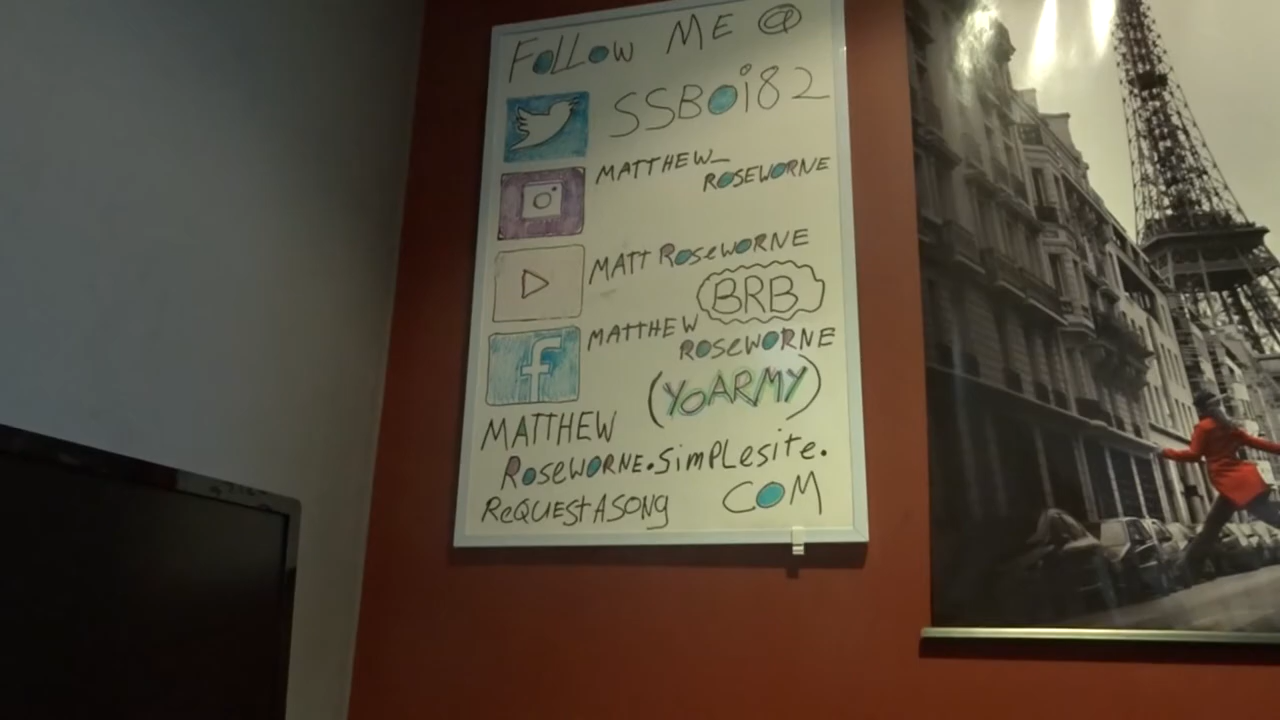 FOLLOW ME @
SSBOi82
MATTHEW_
ROSEWORNE
MATT ROSeWORNE
BRB
MATTHEW
ROSeWORNE
(YOARMY)
MATTHEW
ROSeWORNE.SiMPLesite.
ReQUEStASONG COM